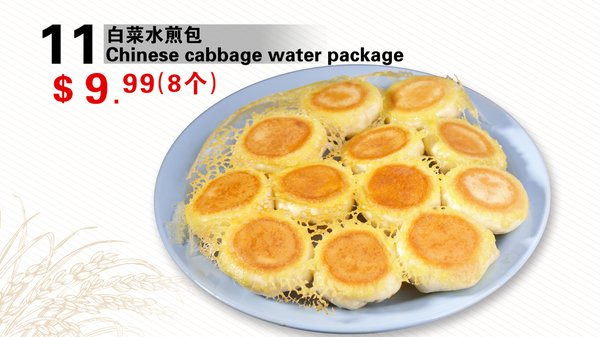 11 白菜水煎包
Chinese cabbage water package
$ 9.99(8个)